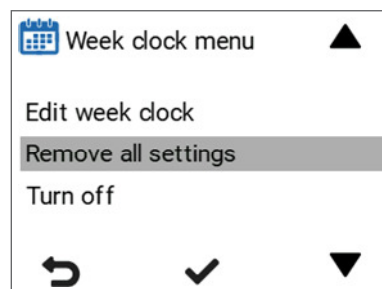 Week clock menu
Edit week clock
Remove all settings
Turn off